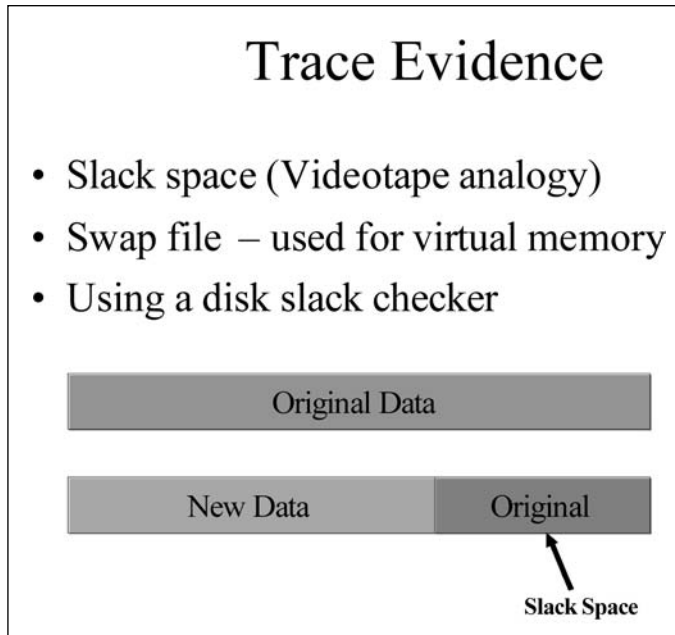 Trace Evidence
• Slack space (Videotape analogy)
• Swap file – used for virtual memory
• Using a disk slack checker
Original Data
New Data
Original
Slack Space